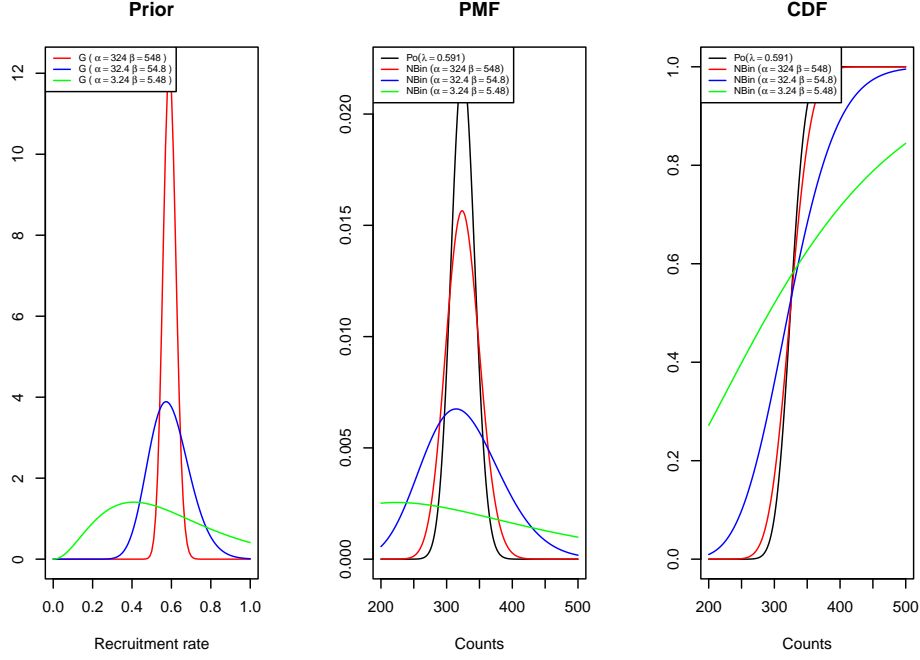 Prior
G ( α = 324 β = 548 )
G ( α = 32.4 β = 54.8 )
G ( α = 3.24 β = 5.48 )
0 2 4 6 8 10 12
0.0 0.2 0.4 0.6 0.8 1.0
Recruitment rate
PMF
Po(λ = 0.591)
NBin (α = 324 β = 548)
NBin (α = 32.4 β = 54.8)
NBin (α = 3.24 β = 5.48)
0.000 0.005 0.010 0.015 0.020
200 300 400 500
Counts
CDF
Po(λ = 0.591)
NBin (α = 324 β = 548)
NBin (α = 32.4 β = 54.8)
NBin (α = 3.24 β = 5.48)
0.0 0.2 0.4 0.6 0.8 1.0
200 300 400 500
Counts